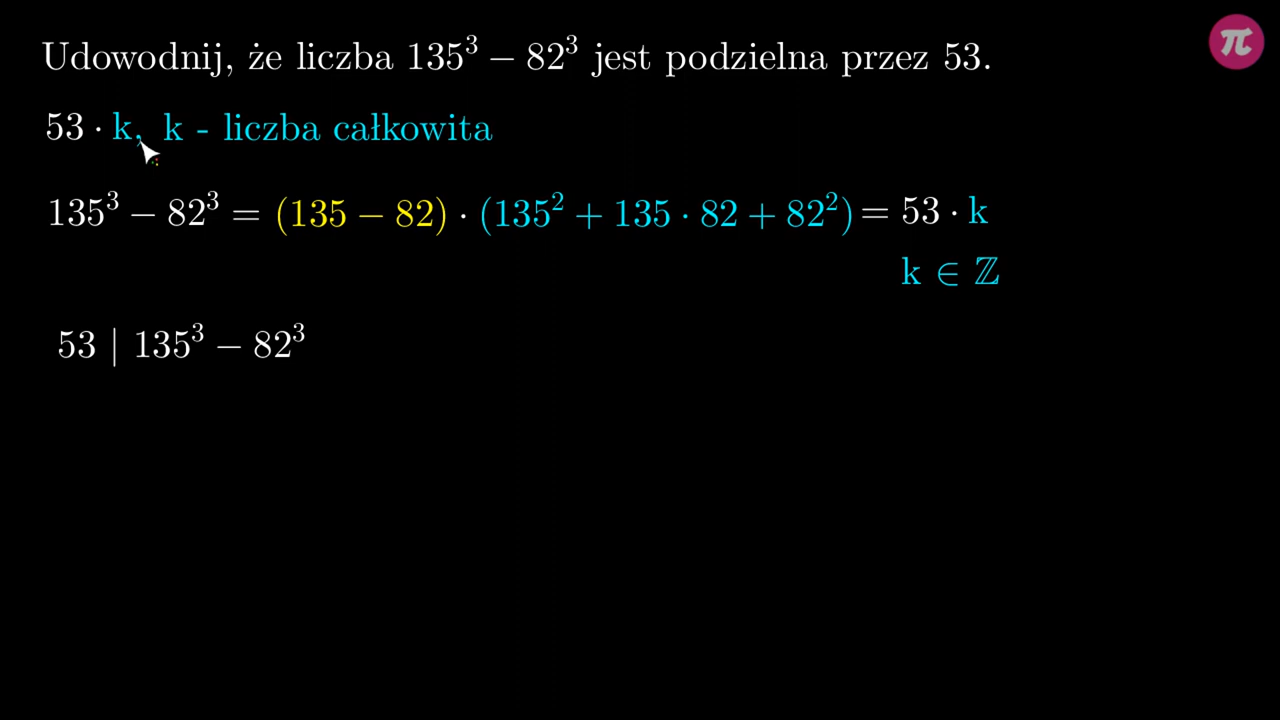 Udowodnij, że liczba 135³ − 82³ jest podzielna przez 53.
53 · k, k - liczba całkowita
135³ − 82³ = (135 − 82) · (135² + 135 · 82 + 82²) = 53 · k
k ∈ ℤ
53 | 135³ − 82³
π